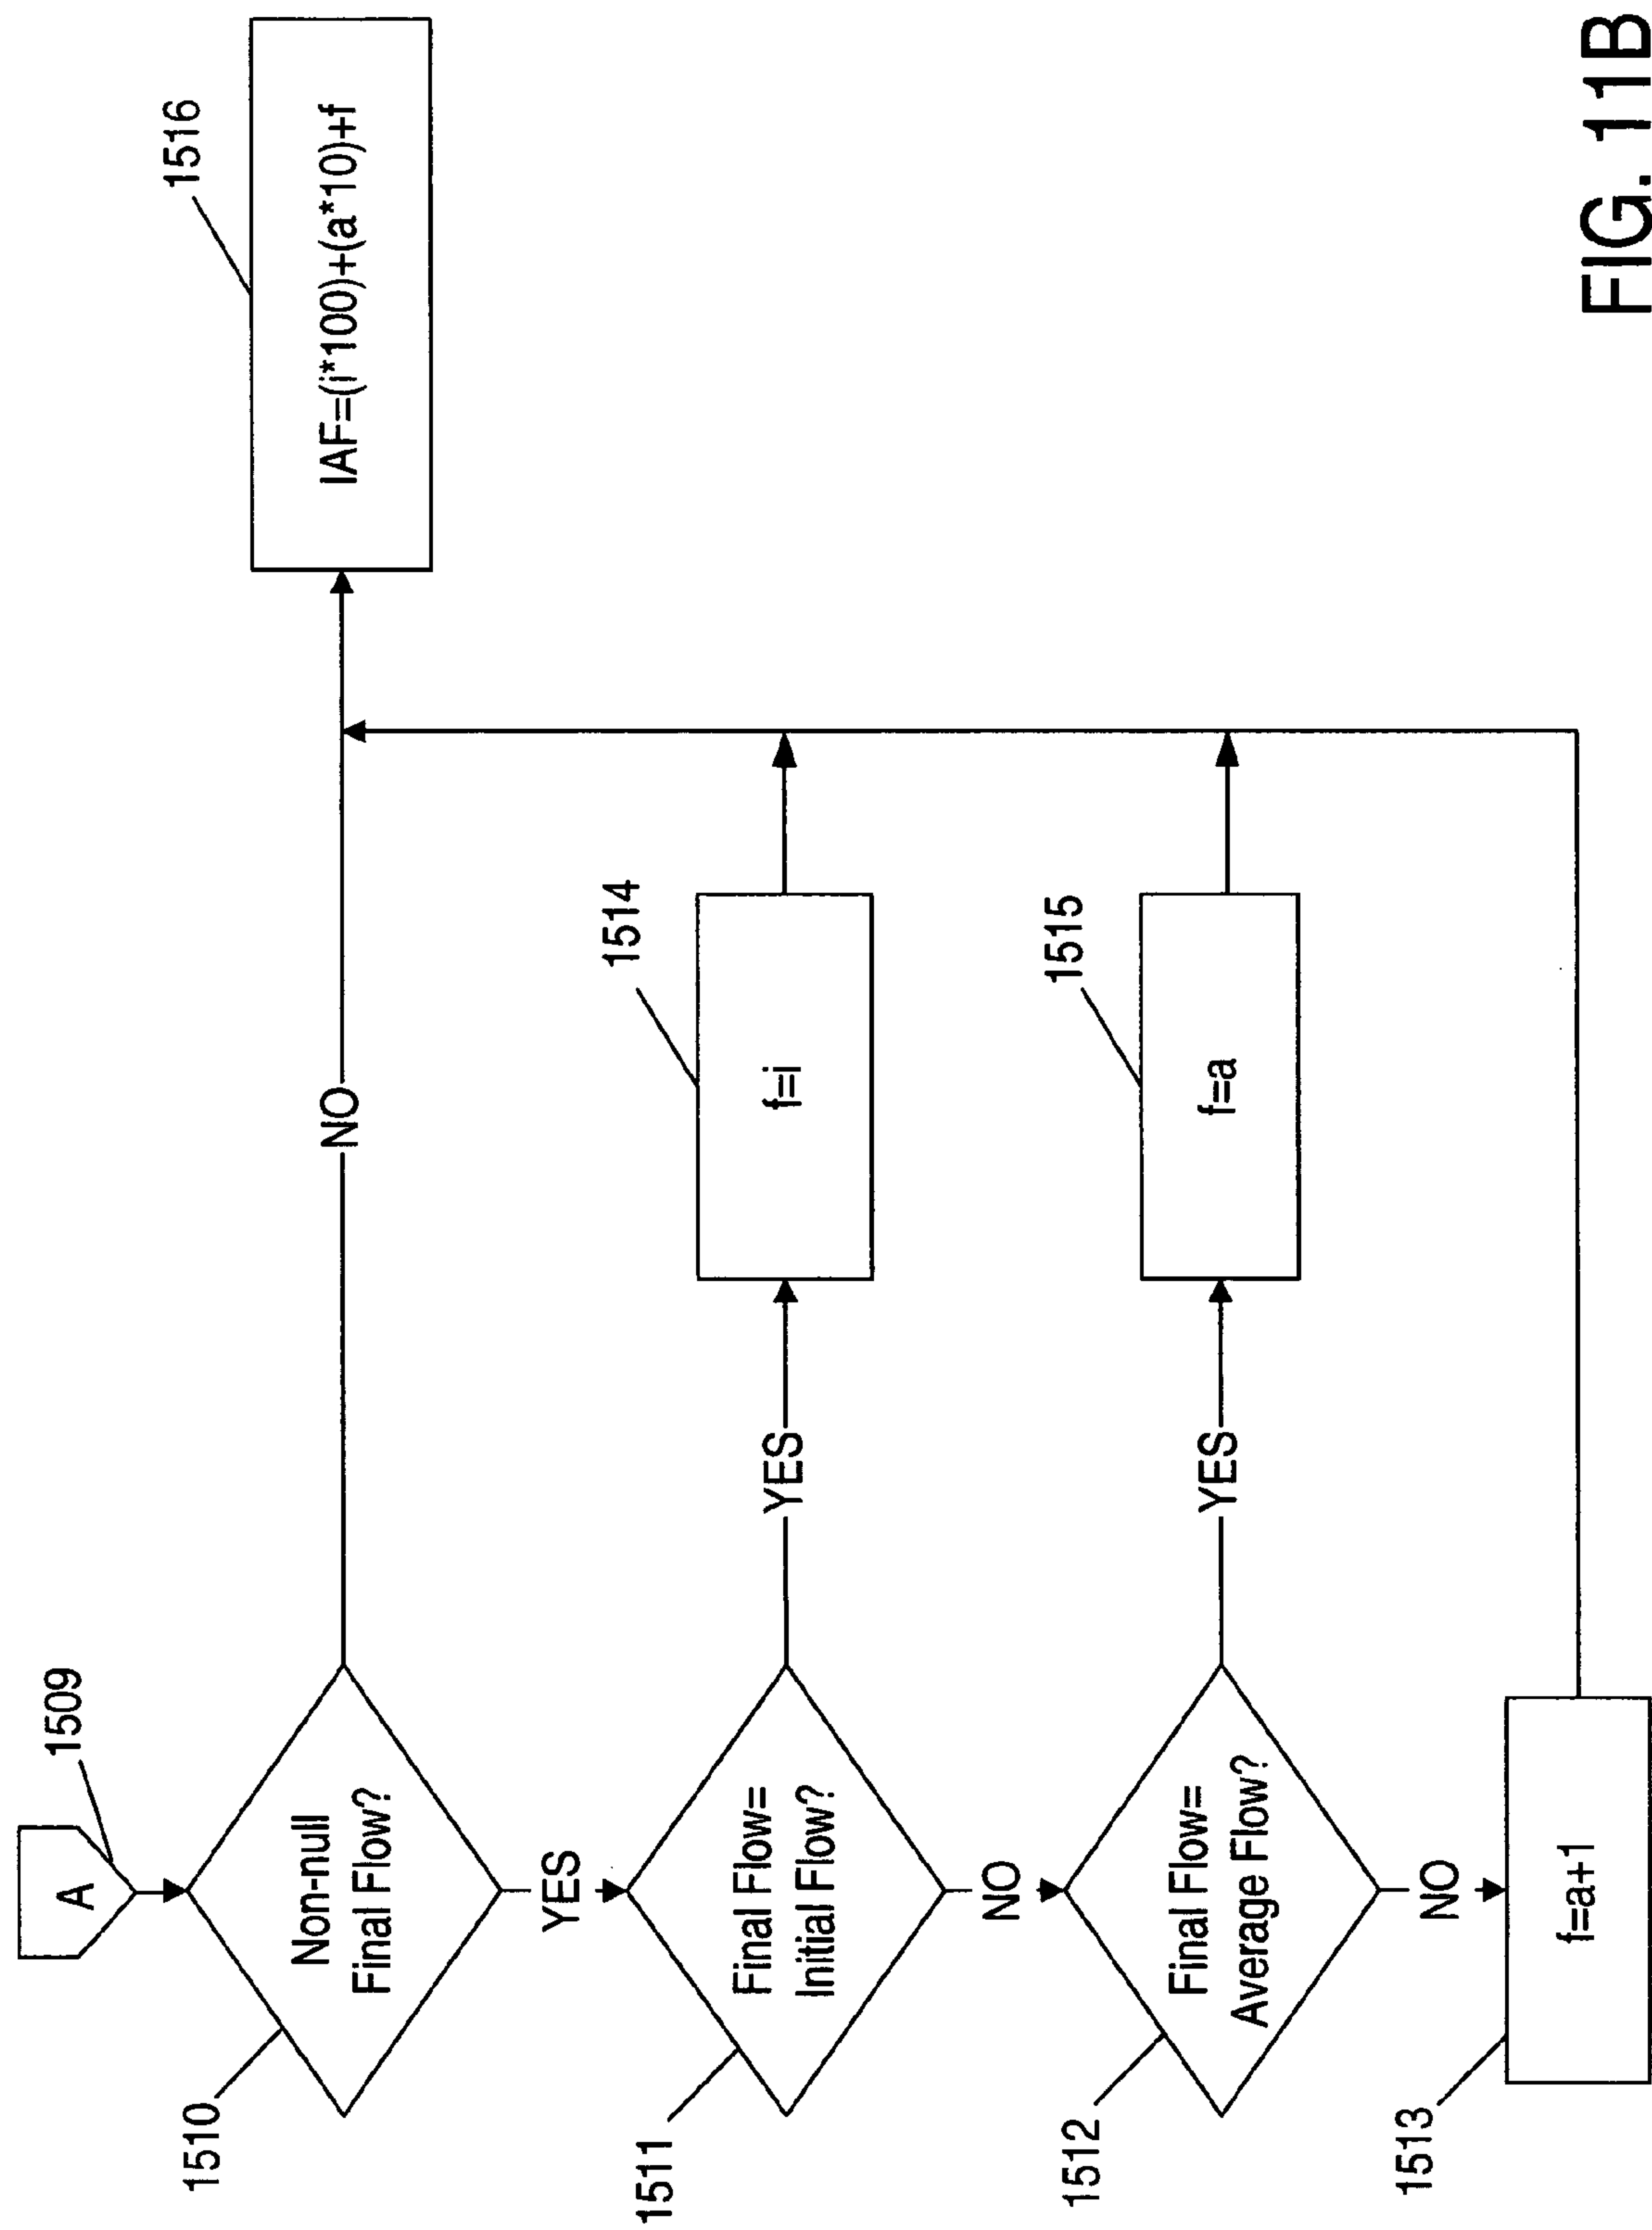 A
1509
1510
Non-null
Final Flow?
NO
1516
IAF=(i*100)+(a*10)+f
YES
1511
Final Flow=
Initial Flow?
YES
1514
f=i
NO
1512
Final Flow=
Average Flow?
YES
1515
f=a
NO
1513
f=a+1
FIG. 11B